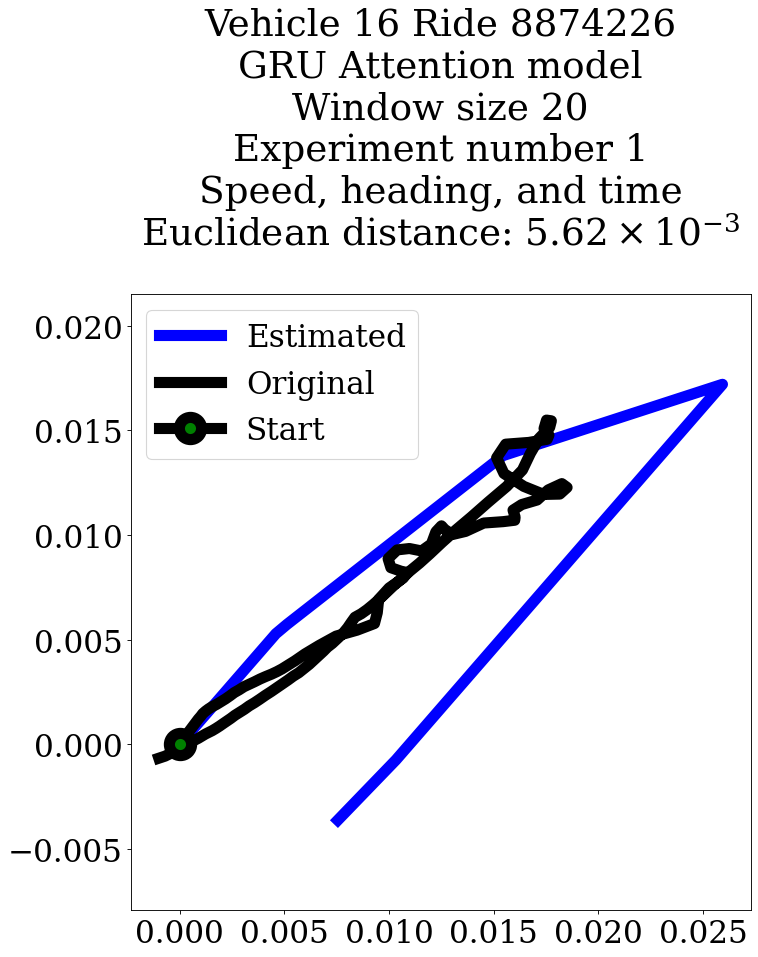 Vehicle 16 Ride 8874226
GRU Attention model
Window size 20
Experiment number 1
Speed, heading, and time
Euclidean distance: 5.62 × 10⁻³
Estimated
Original
Start
0.020
0.015
0.010
0.005
0.000
−0.005
0.000 0.005 0.010 0.015 0.020 0.025